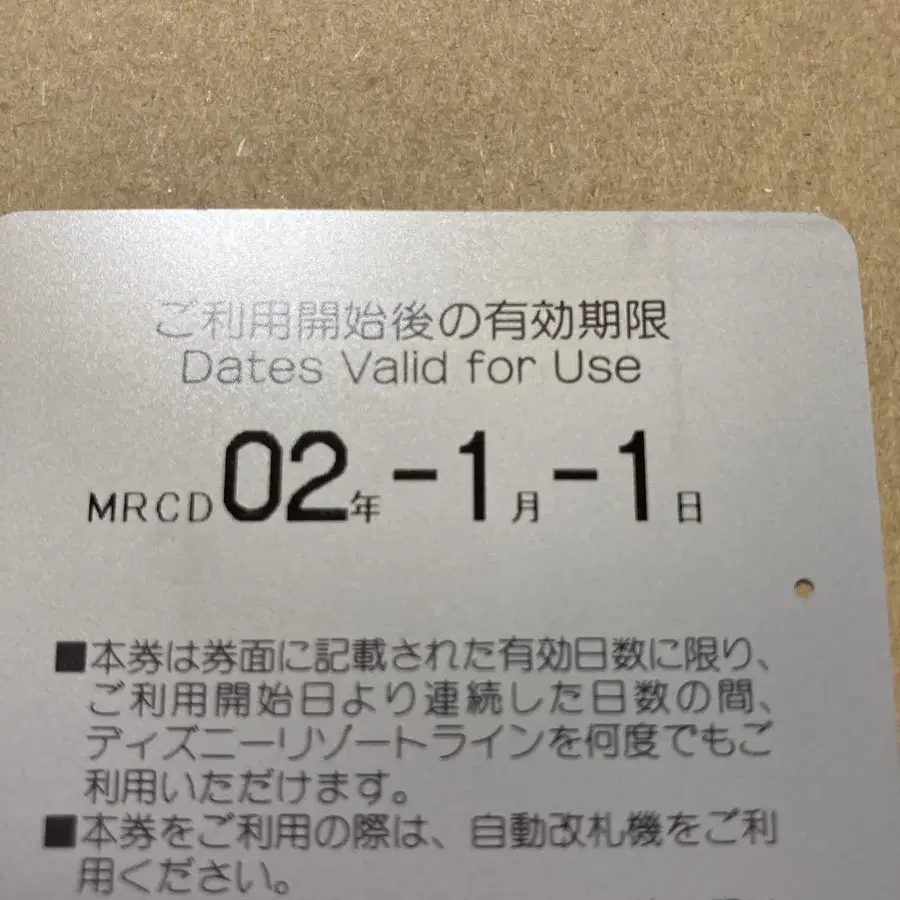 ご利用開始後の有効期限
Dates Valid for Use
MRCD02年-1月-1日
■本券は券面に記載された有効日数に限り、
ご利用開始日より連続した日数の間、
ディズニーリゾートラインを何度でもご
利用いただけます。
■本券をご利用の際は、自動改札機をご利
用ください。